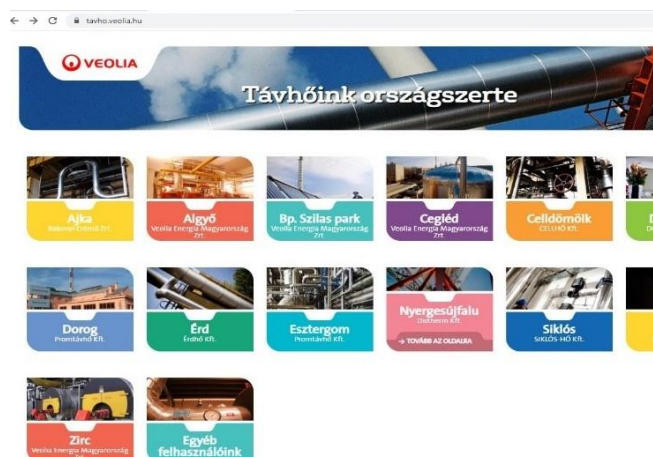 tavho.veolia.hu
VEOLIA
Távhőink országszerte
Ajka
Bakonyi Erőmű Zrt.
Algyő
Veolia Energia Magyarország
Zrt.
Bp. Szilas park
Veolia Energia Magyarország
Zrt.
Cegléd
Veolia Energia Magyarország
Zrt.
Celldömölk
CELLHŐ Kft.
D
Dorog
Promtávhő Kft.
Érd
Érdhő Kft.
Esztergom
Promtávhő Kft.
Nyergesújfalu
→ TOVÁBB AZ OLDALRA
Siklós
SIKLÓS-HŐ Kft.
Zirc
Veolia Energia Magyarország
Zrt.
Egyéb
felhasználóink